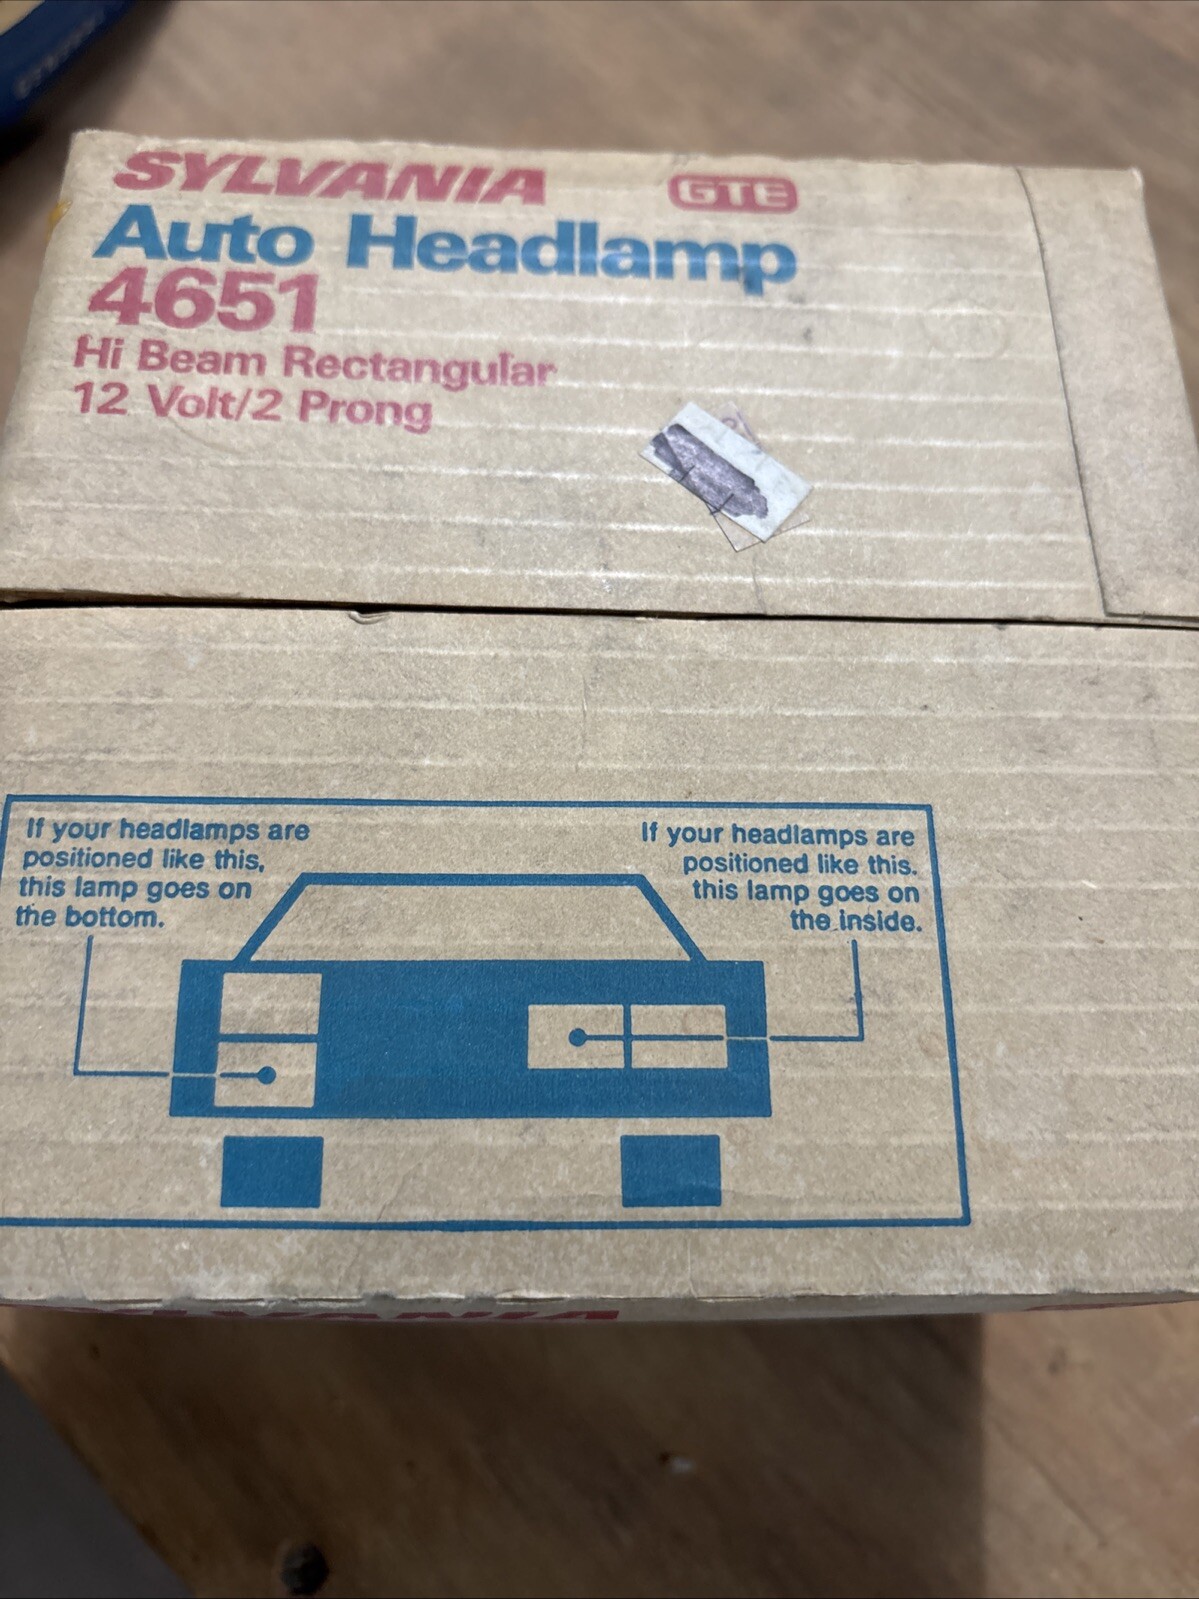 SYLVANIA GTE
Auto Headlamp
4651
Hi Beam Rectangular
12 Volt/2 Prong
If your headlamps are
positioned like this,
this lamp goes on
the bottom.
If your headlamps are
positioned like this.
this lamp goes on
the inside.
SYLVANIA